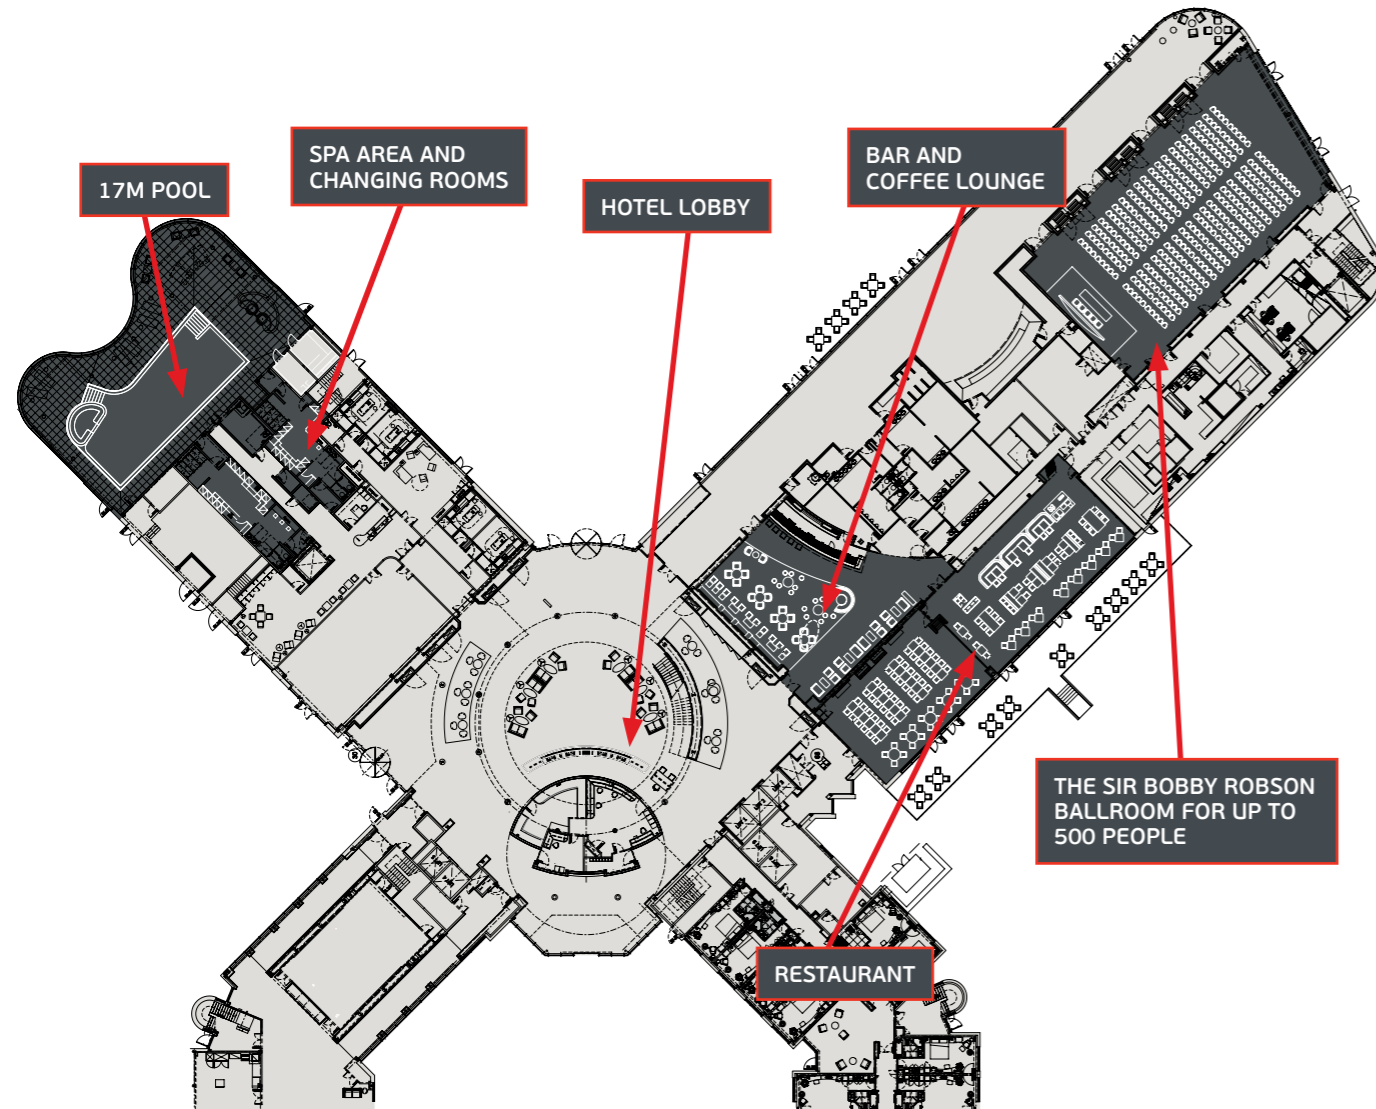 17M POOL
SPA AREA AND
CHANGING ROOMS
HOTEL LOBBY
BAR AND
COFFEE LOUNGE
THE SIR BOBBY ROBSON
BALLROOM FOR UP TO
500 PEOPLE
RESTAURANT